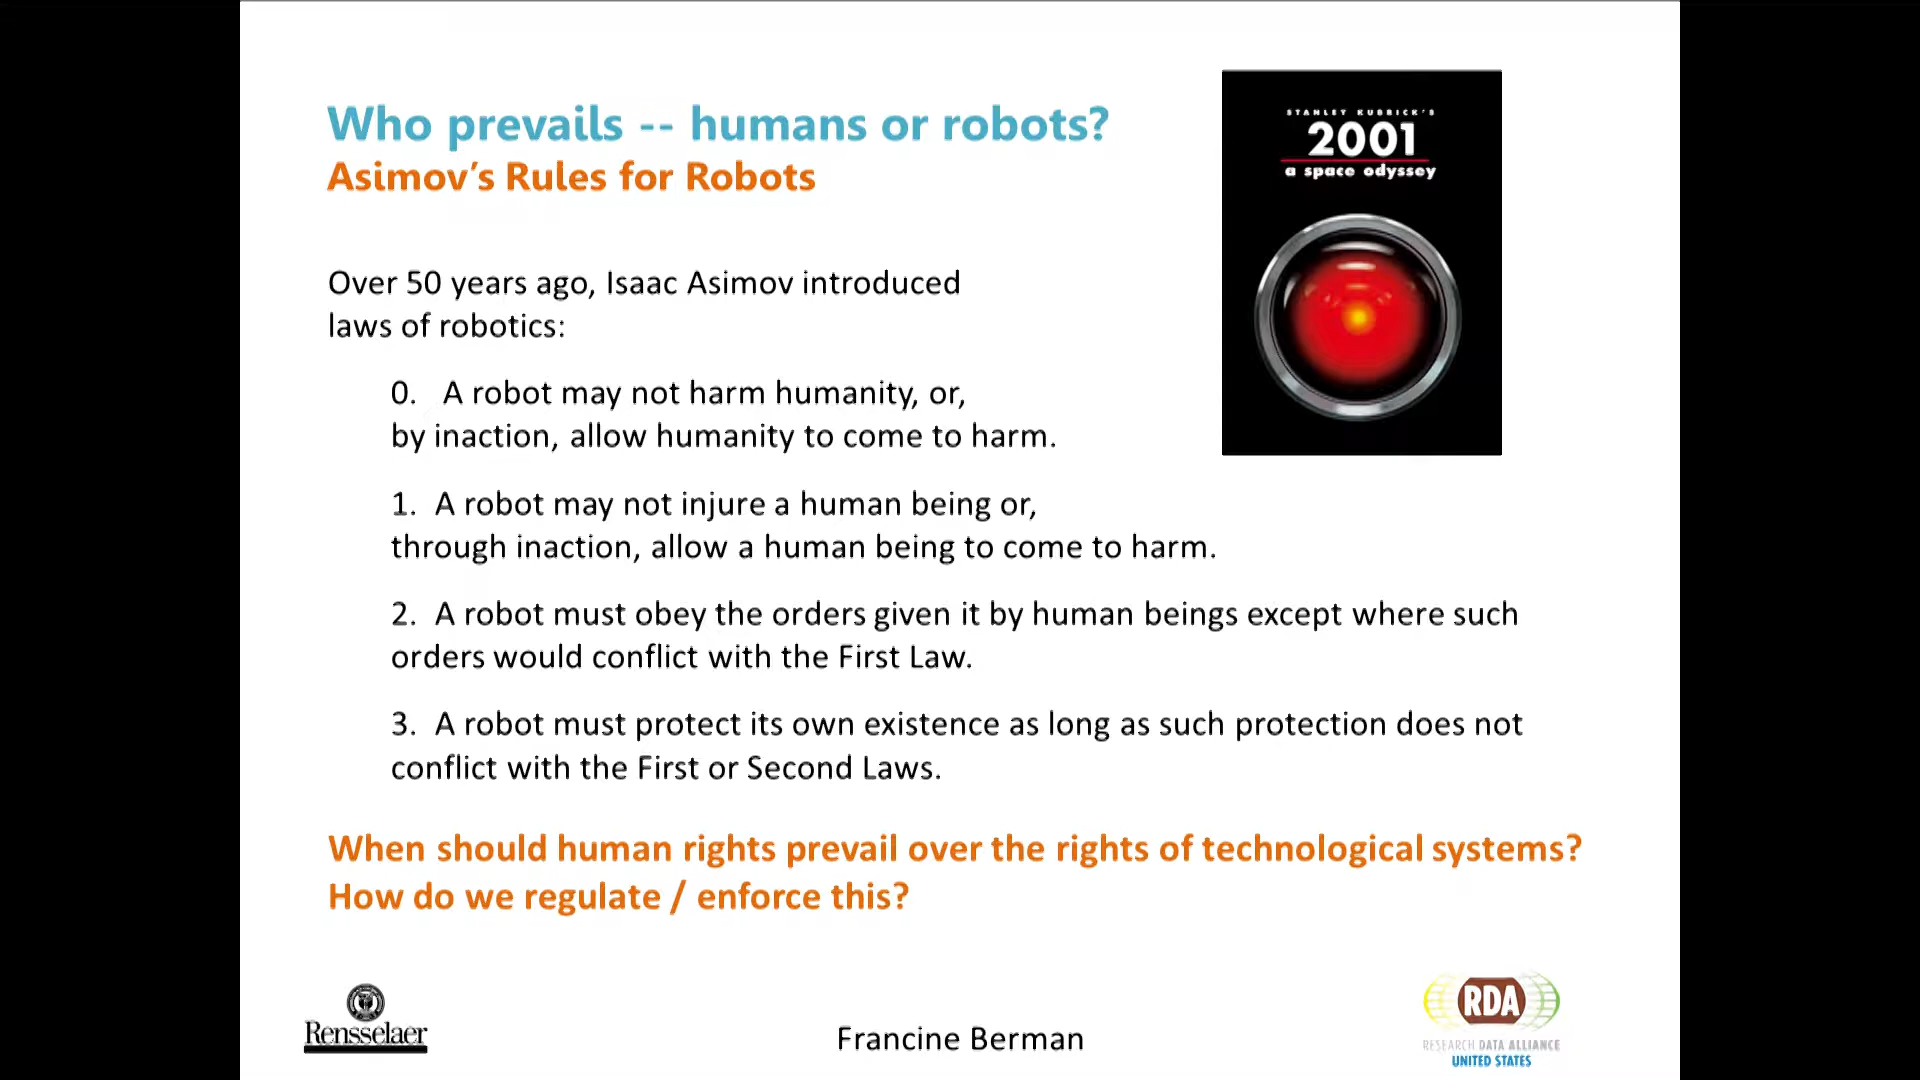 Who prevails -- humans or robots?
Asimov’s Rules for Robots
STANLEY KUBRICK'S
2001
a space odyssey
Over 50 years ago, Isaac Asimov introduced
laws of robotics:
0. A robot may not harm humanity, or,
by inaction, allow humanity to come to harm.
1. A robot may not injure a human being or,
through inaction, allow a human being to come to harm.
2. A robot must obey the orders given it by human beings except where such
orders would conflict with the First Law.
3. A robot must protect its own existence as long as such protection does not
conflict with the First or Second Laws.
When should human rights prevail over the rights of technological systems?
How do we regulate / enforce this?
Rensselaer
Francine Berman
RDA
RESEARCH DATA ALLIANCE
UNITED STATES